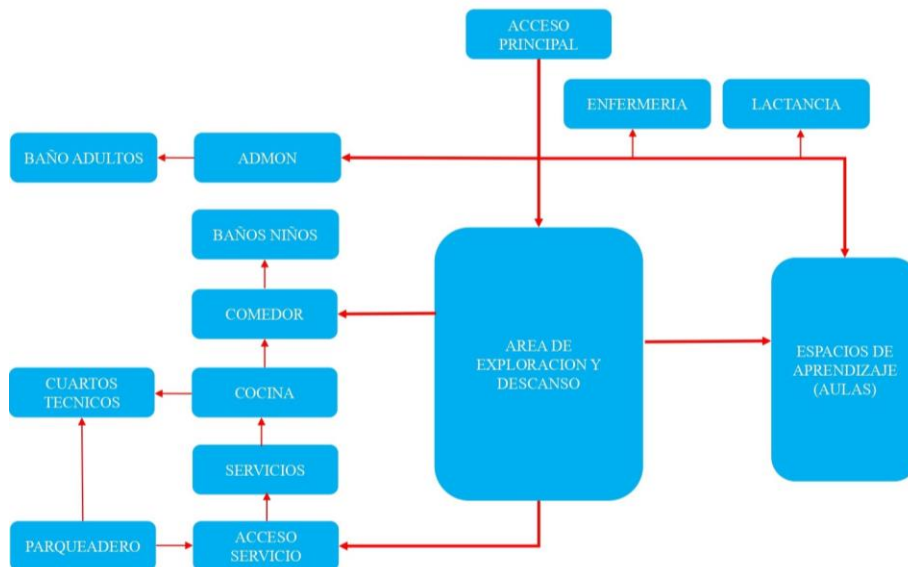 ACCESO
PRINCIPAL
ENFERMERIA
LACTANCIA
BAÑO ADULTOS
ADMON
BAÑOS NIÑOS
COMEDOR
AREA DE
EXPLORACION Y
DESCANSO
ESPACIOS DE
APRENDIZAJE
(AULAS)
CUARTOS
TECNICOS
COCINA
SERVICIOS
PARQUEADERO
ACCESO
SERVICIO